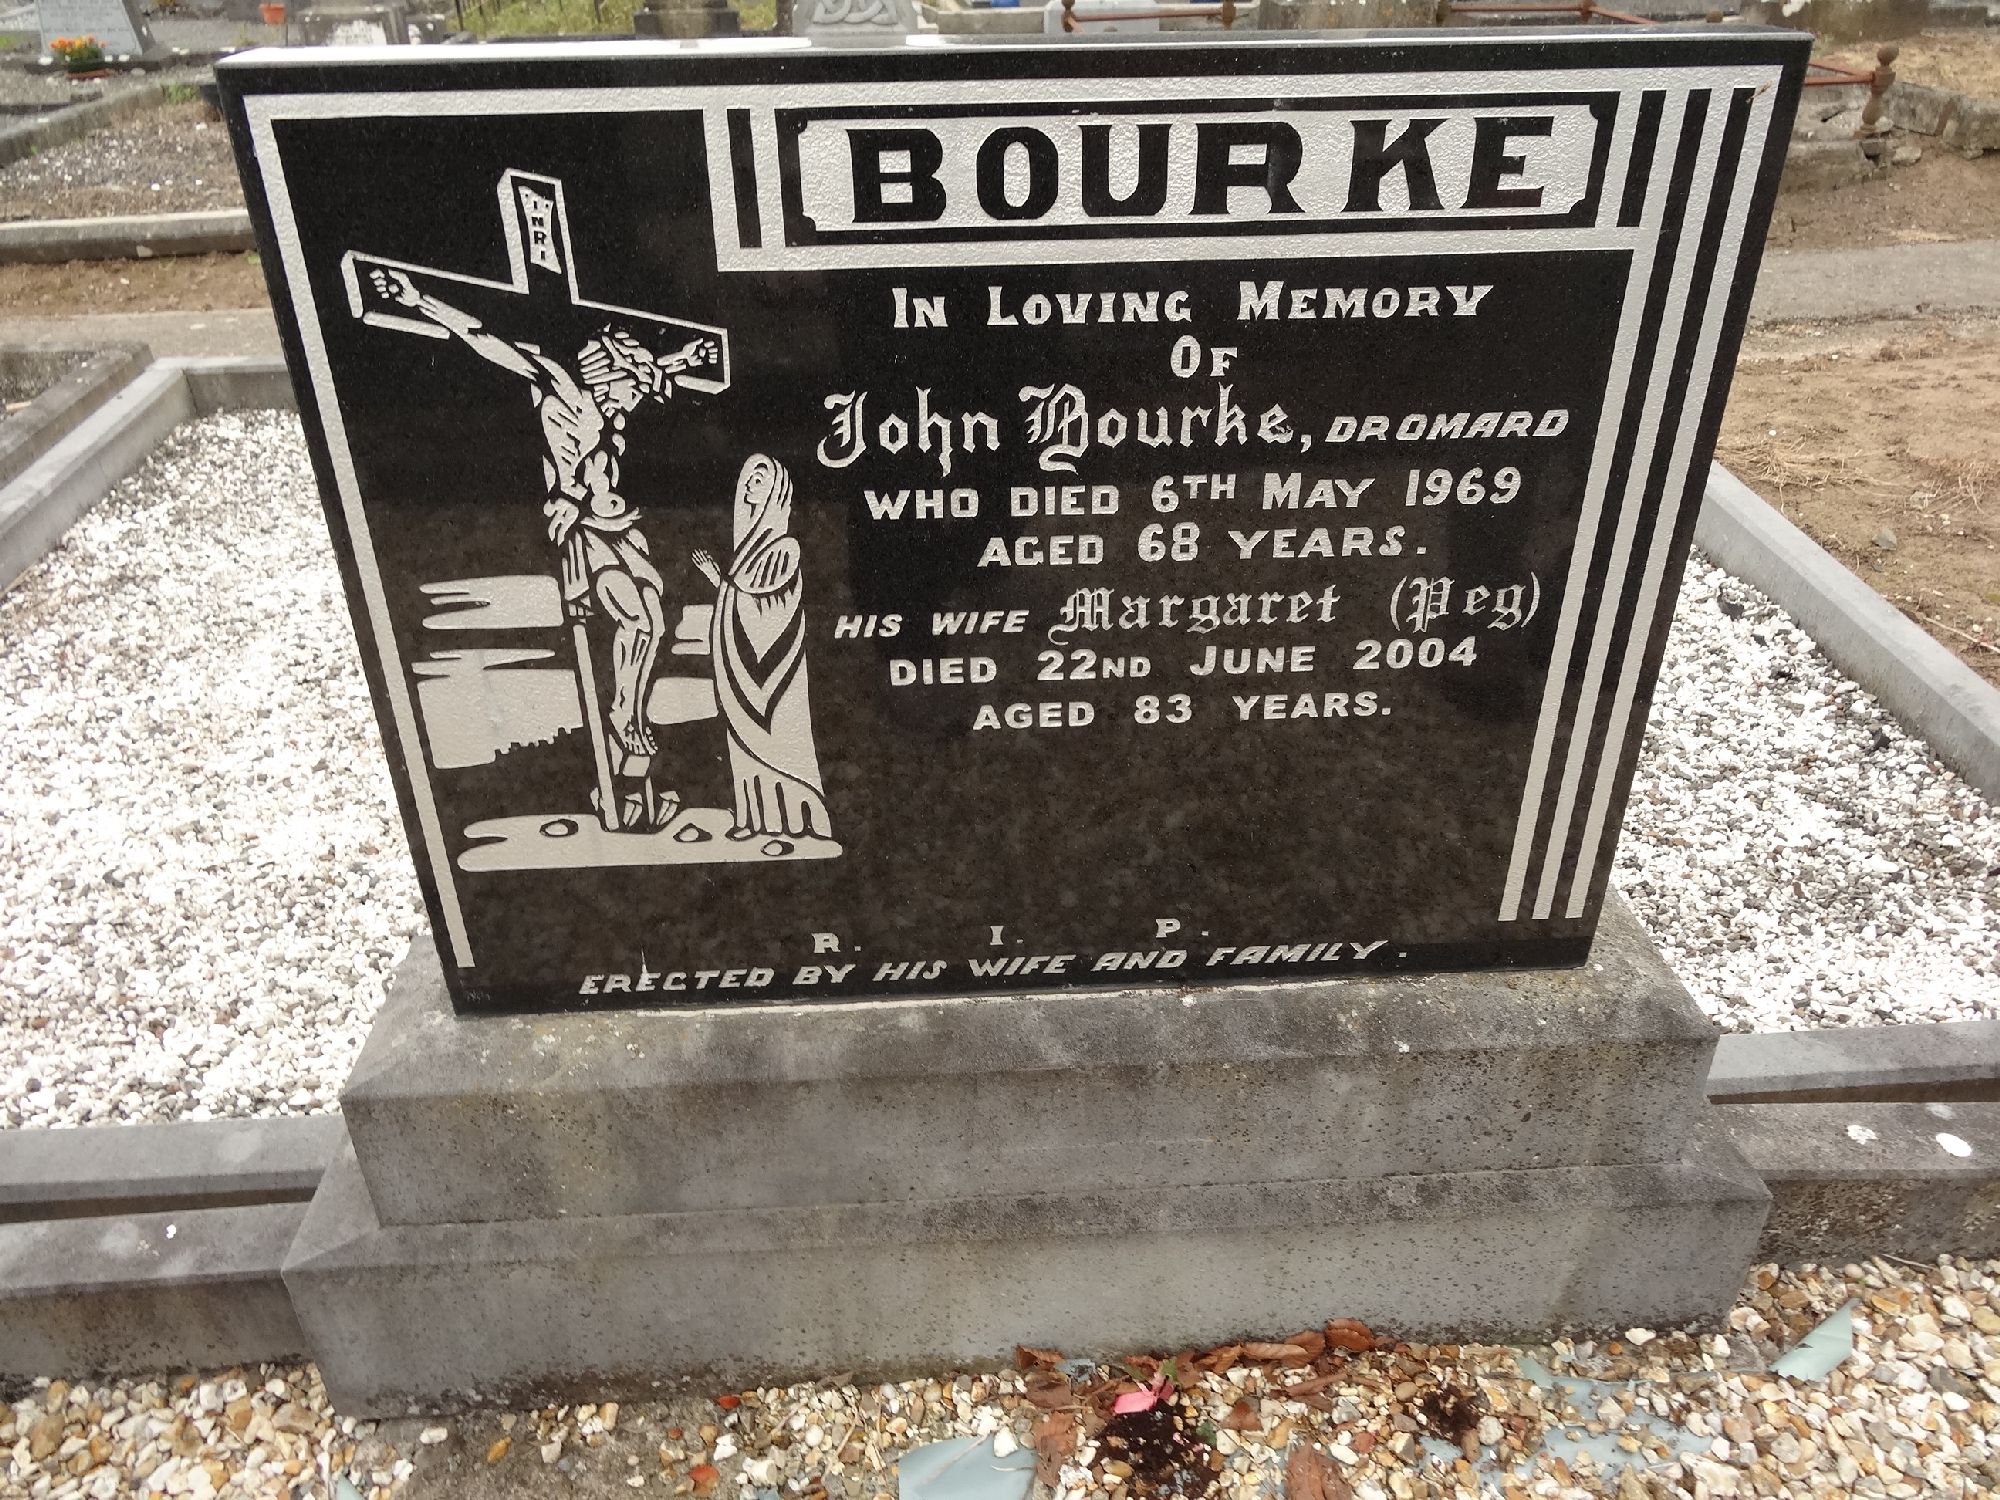 BOURKE
INRI
IN LOVING MEMORY
OF
John Bourke, DROMARD
WHO DIED 6TH MAY 1969
AGED 68 YEARS.
HIS WIFE Margaret (Peg)
DIED 22ND JUNE 2004
AGED 83 YEARS.
R. I. P.
ERECTED BY HIS WIFE AND FAMILY.